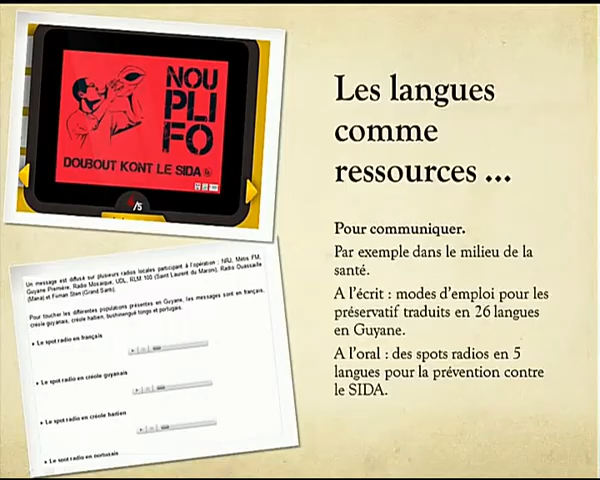 NOU
PLI
FO
DOUBOUT KONT LE SIDA
/5
Les langues
comme
ressources ...
Pour communiquer.
Par exemple dans le milieu de la
santé.
A l'écrit : modes d'emploi pour les
préservatif traduits en 26 langues
en Guyane.
A l'oral : des spots radios en 5
langues pour la prévention contre
le SIDA.
Un message est diffusé sur plusieurs radios locales participant à l'opération : NRJ, Metis FM,
Guyane Première, Radio Mosaique, UDL, RLM 100 (Saint Laurent du Maroni), Radio Ouassaille
(Mana) et Firman Sten (Grand Santi).
Pour toucher les différentes populations présentes en Guyane, les messages sont en français,
créole guyanais, créole haïtien, bushinengué tongo et portugais.
• Le spot radio en français
• Le spot radio en créole guyanais
• Le spot radio en créole haïtien
• Le spot radio en portugais